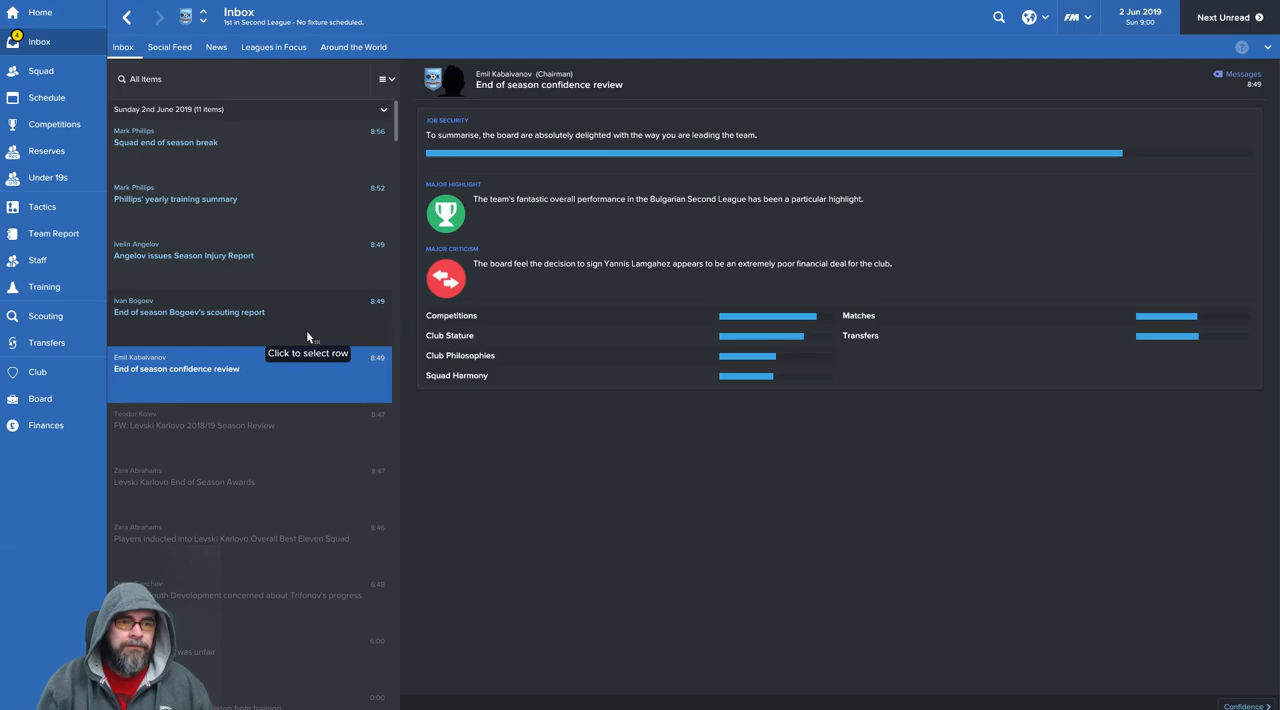 Home
Inbox
1st in Second League - No fixture scheduled.
FM
2 Jun 2019
Sun 9:00
Next Unread
4
Inbox
Inbox
Social Feed
News
Leagues in Focus
Around the World
?
Squad
Schedule
Competitions
Reserves
Under 19s
Tactics
Team Report
Staff
Training
Scouting
Transfers
Club
Board
Finances
All Items
Sunday 2nd June 2019 (11 items)
Mark Phillips
8:56
Squad end of season break
Mark Phillips
8:52
Phillips' yearly training summary
Ivelin Angelov
8:49
Angelov issues Season Injury Report
Ivan Bogoev
8:49
End of season Bogoev's scouting report
Click to select row
Emil Kabaivanov
8:49
End of season confidence review
Teodor Kolev
8:47
FW: Levski Karlovo 2018/19 Season Review
Zara Abrahams
8:47
Levski Karlovo End of Season Awards
Zara Abrahams
8:46
Players inducted into Levski Karlovo Overall Best Eleven Squad
6:48
Youth Development concerned about Trifonov's progress
6:00
was unfair
0:00
from training
Emil Kabaivanov (Chairman)
End of season confidence review
Messages
8:49
JOB SECURITY
To summarise, the board are absolutely delighted with the way you are leading the team.
MAJOR HIGHLIGHT
The team's fantastic overall performance in the Bulgarian Second League has been a particular highlight.
MAJOR CRITICISM
The board feel the decision to sign Yannis Lamgahez appears to be an extremely poor financial deal for the club.
Competitions
Matches
Club Stature
Transfers
Club Philosophies
Squad Harmony
Confidence